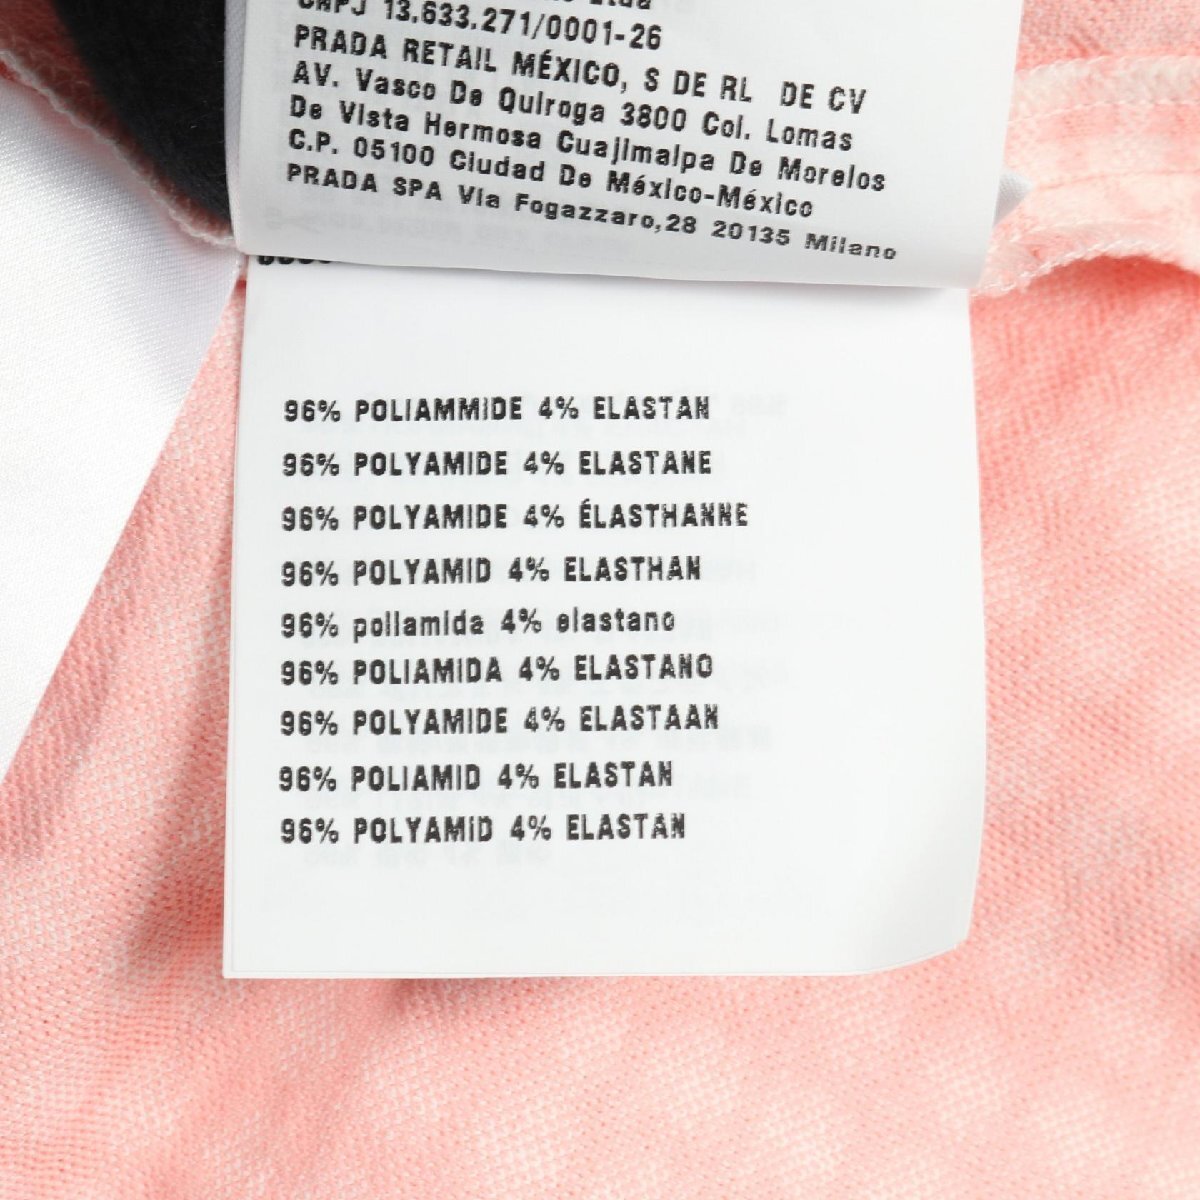 CNPJ 13.633.271/0001-26
PRADA RETAIL MÉXICO, S DE RL DE CV
AV. Vasco De Quiroga 3800 Col. Lomas
De Vista Hermosa Cuajimalpa De Morelos
C.P. 05100 Ciudad De México-México
PRADA SPA Via Fogazzaro,28 20135 Milano
96% POLIAMMIDE 4% ELASTAN
96% POLYAMIDE 4% ELASTANE
96% POLYAMIDE 4% ÉLASTHANNE
96% POLYAMID 4% ELASTHAN
96% poliamida 4% elastano
96% POLIAMIDA 4% ELASTANO
96% POLYAMIDE 4% ELASTAAN
96% POLIAMID 4% ELASTAN
96% POLYAMID 4% ELASTAN